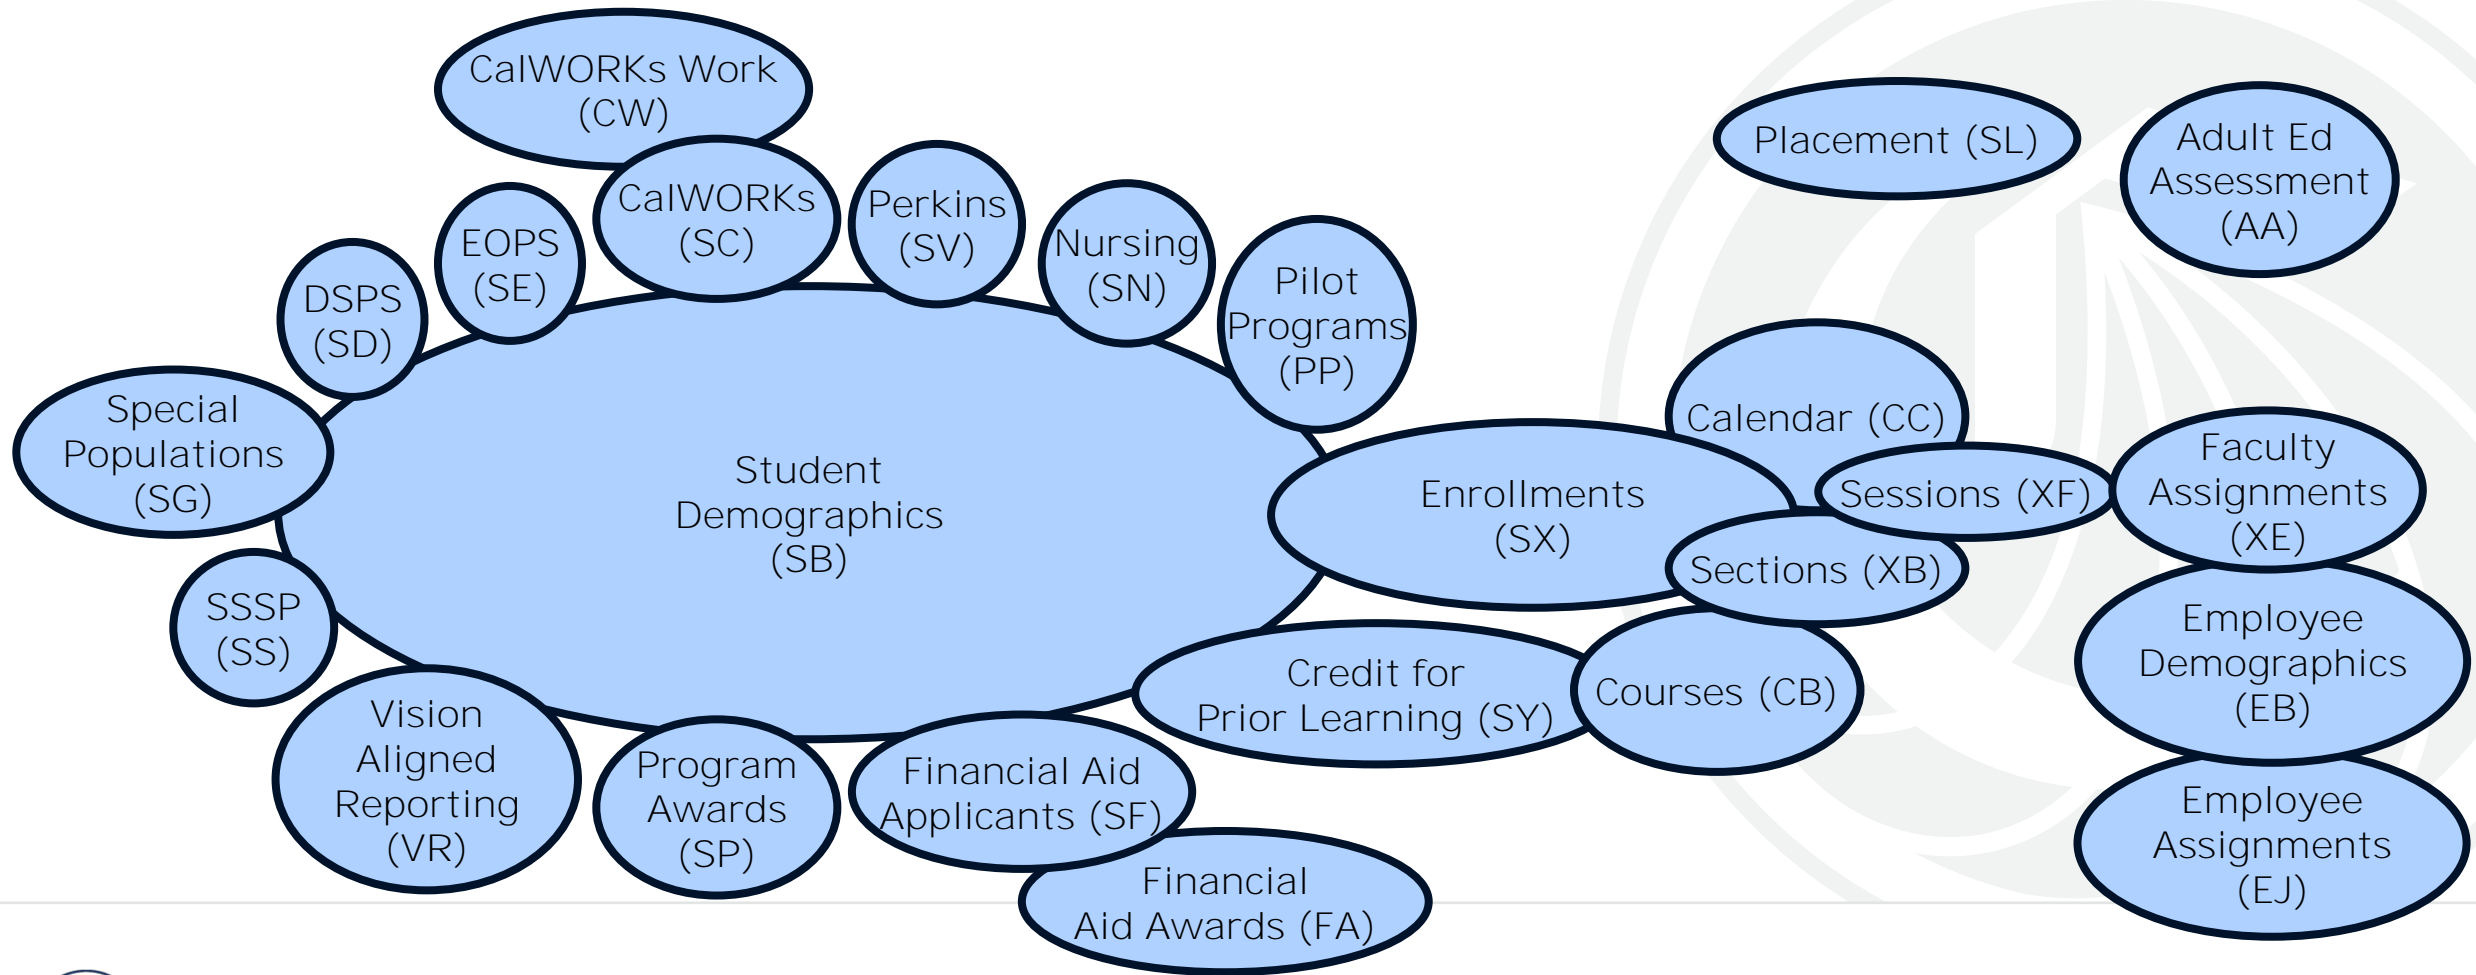 CalWORKs Work
(CW)
Placement (SL)
Adult Ed
Assessment
(AA)
CalWORKs
(SC)
Perkins
(SV)
Nursing
(SN)
EOPS
(SE)
DSPS
(SD)
Pilot
Programs
(PP)
Special
Populations
(SG)
Student
Demographics
(SB)
Enrollments
(SX)
Calendar (CC)
Sessions (XF)
Faculty
Assignments
(XE)
Sections (XB)
SSSP
(SS)
Credit for
Prior Learning (SY)
Courses (CB)
Employee
Demographics
(EB)
Vision
Aligned
Reporting
(VR)
Program
Awards
(SP)
Financial Aid
Applicants (SF)
Financial
Aid Awards (FA)
Employee
Assignments
(EJ)